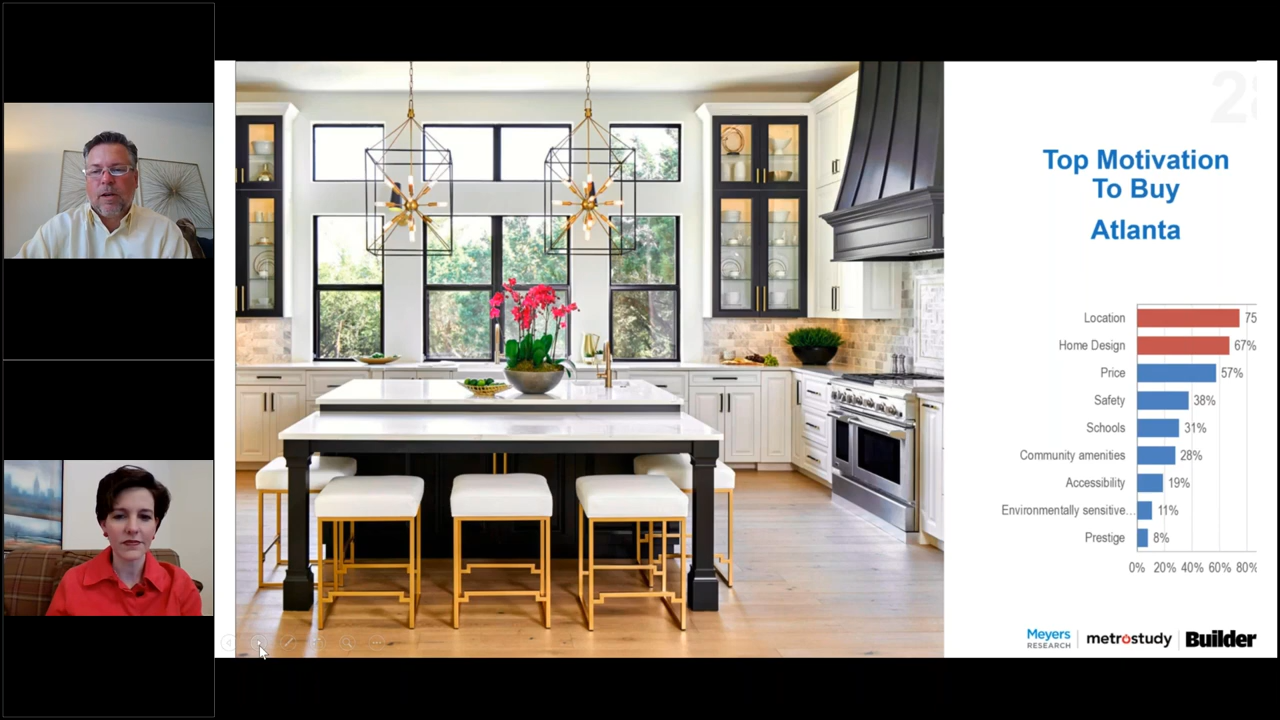 28
Top Motivation
To Buy
Atlanta
Location 75
Home Design 67%
Price 57%
Safety 38%
Schools 31%
Community amenities 28%
Accessibility 19%
Environmentally sensitive… 11%
Prestige 8%
0% 20% 40% 60% 80%
Meyers
RESEARCH
metrostudy
Builder